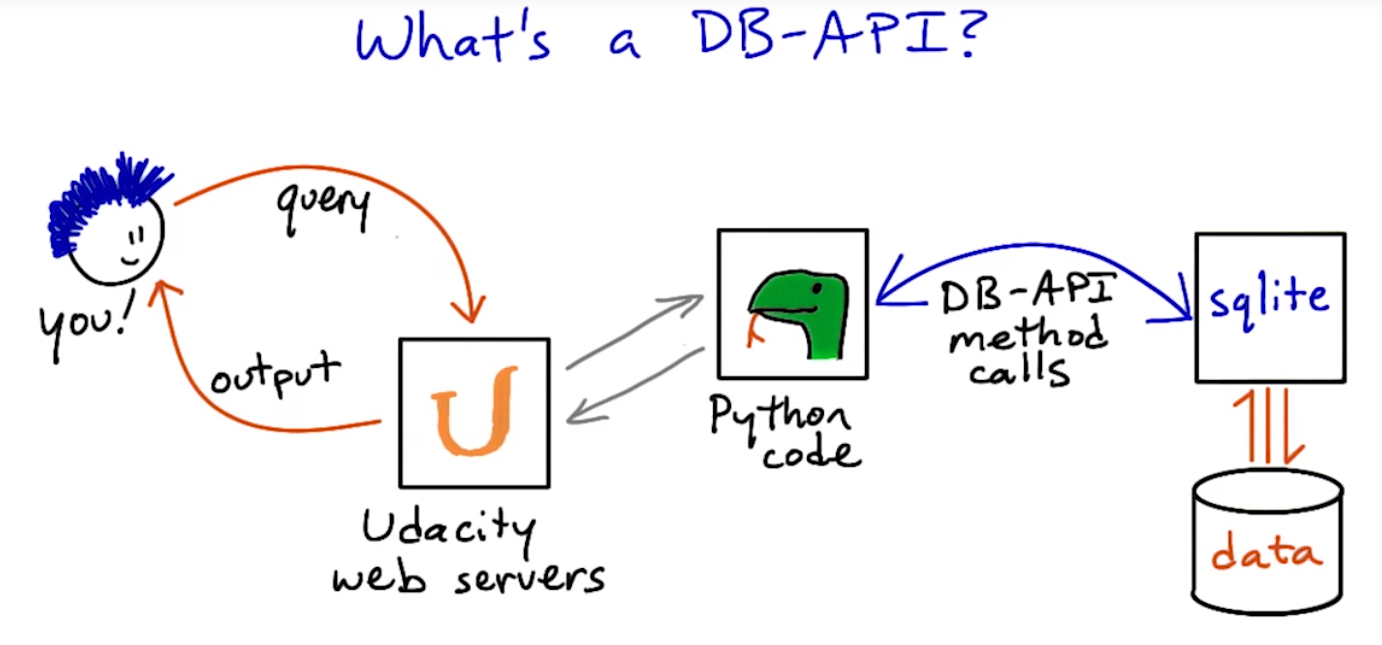 What's a DB-API?
query
you!
output
U
Udacity
web servers
Python
code
DB-API
method
calls
sqlite
data